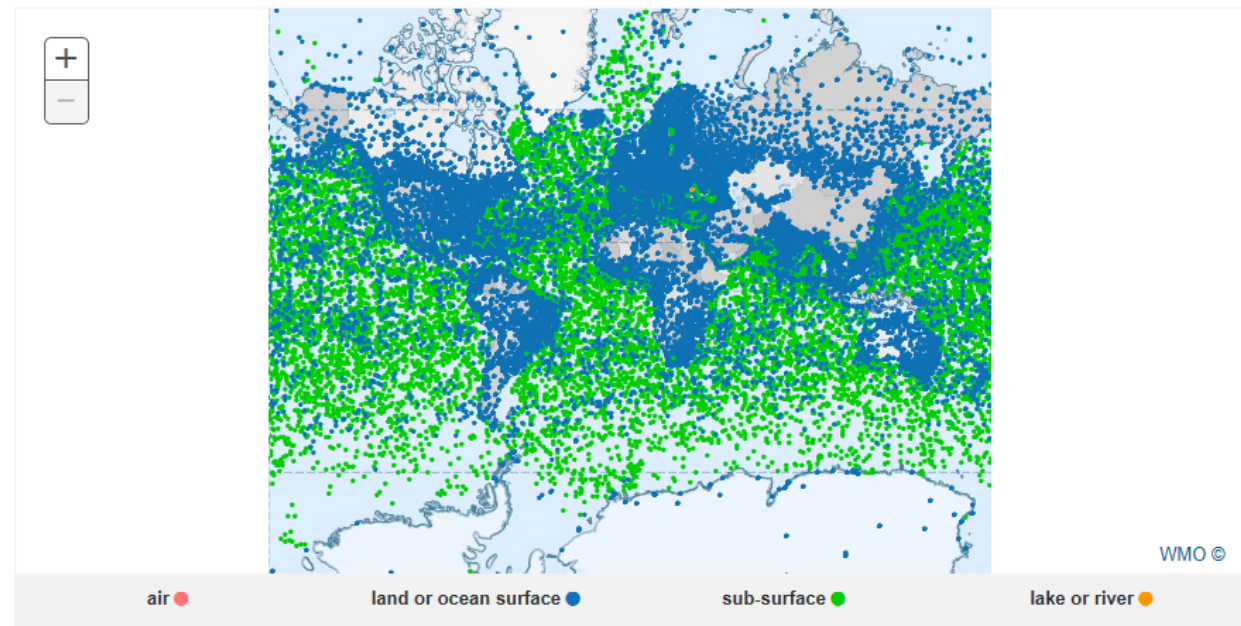 +
−
WMO ©
air
land or ocean surface
sub-surface
lake or river